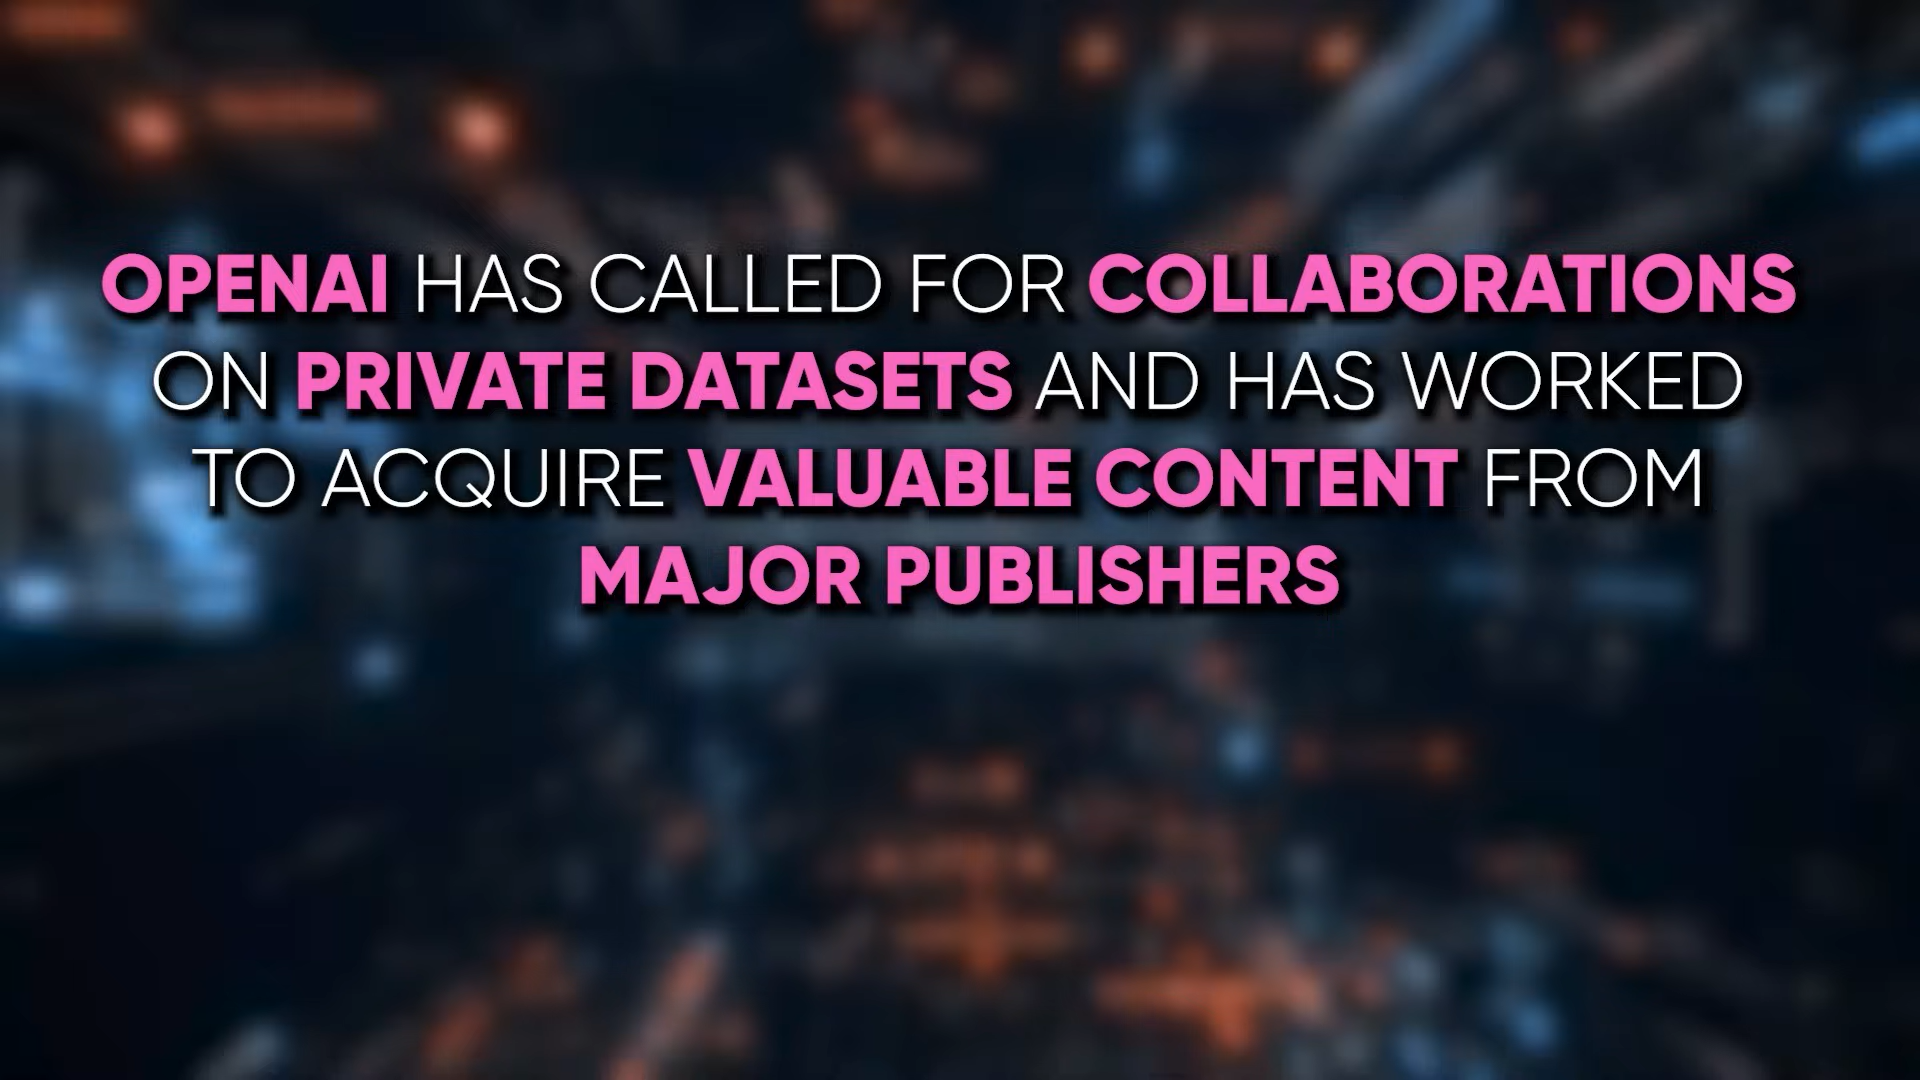 OPENAI HAS CALLED FOR COLLABORATIONS
ON PRIVATE DATASETS AND HAS WORKED
TO ACQUIRE VALUABLE CONTENT FROM
MAJOR PUBLISHERS